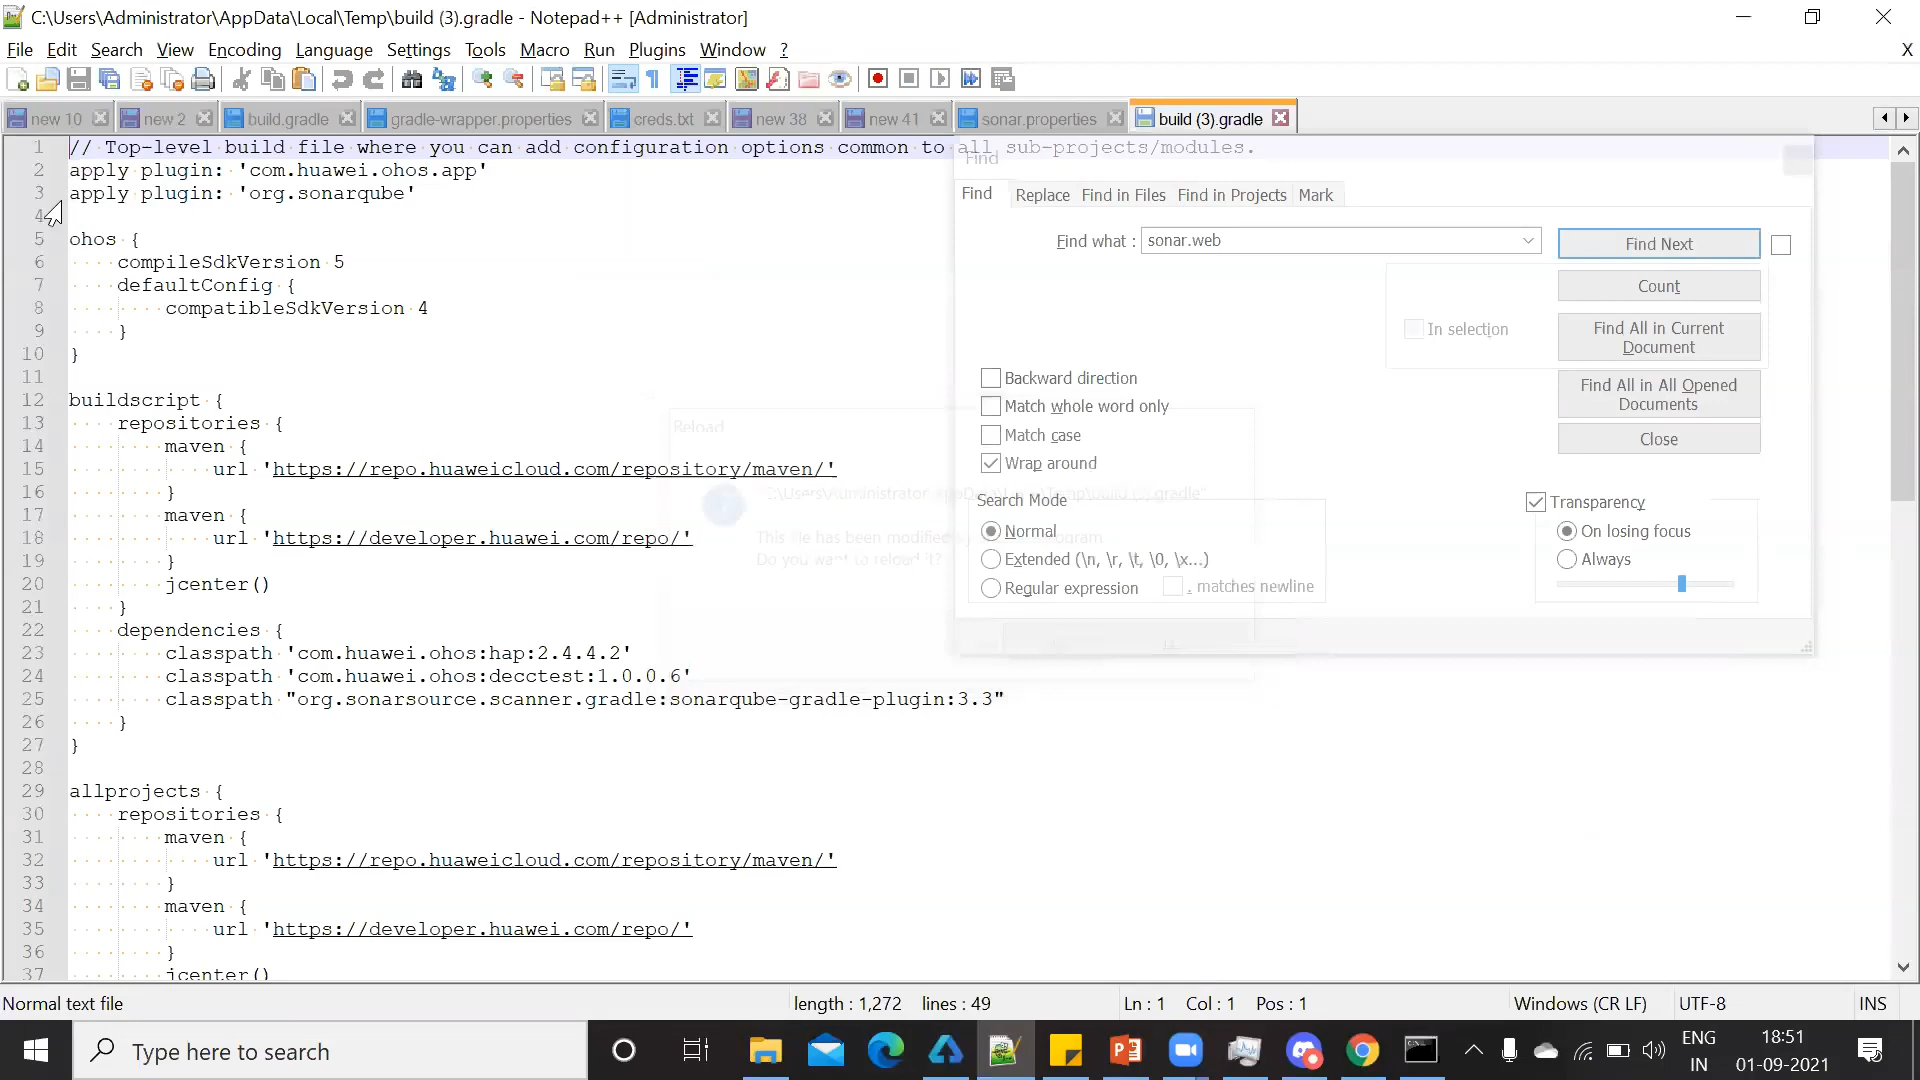 C:\Users\Administrator\AppData\Local\Temp\build (3).gradle - Notepad++ [Administrator]
File Edit Search View Encoding Language Settings Tools Macro Run Plugins Window ? X
new 10 new 2 build.gradle gradle-wrapper.properties creds.txt new 38 new 41 sonar.properties build (3).gradle
1 // Top-level build file where you can add configuration options common to all sub-projects/modules.
2 apply plugin: 'com.huawei.ohos.app'
3 apply plugin: 'org.sonarqube'
4
5 ohos {
6 compileSdkVersion 5
7 defaultConfig {
8 compatibleSdkVersion 4
9 }
10 }
11
12 buildscript {
13 repositories {
14 maven {
15 url 'https://repo.huaweicloud.com/repository/maven/'
16 }
17 maven {
18 url 'https://developer.huawei.com/repo/'
19 }
20 jcenter()
21 }
22 dependencies {
23 classpath 'com.huawei.ohos:hap:2.4.4.2'
24 classpath 'com.huawei.ohos:decctest:1.0.0.6'
25 classpath "org.sonarsource.scanner.gradle:sonarqube-gradle-plugin:3.3"
26 }
27 }
28
29 allprojects {
30 repositories {
31 maven {
32 url 'https://repo.huaweicloud.com/repository/maven/'
33 }
34 maven {
35 url 'https://developer.huawei.com/repo/'
36 }
37 jcenter()
Find
Find Replace Find in Files Find in Projects Mark
Find what : sonar.web
Find Next
Count
In selection
Find All in Current Document
Find All in All Opened Documents
Close
Backward direction
Match whole word only
Match case
Wrap around
Search Mode
Normal
Extended (\n, \r, \t, \0, \x...)
Regular expression . matches newline
Transparency
On losing focus
Always
Reload
This file has been modified
Do you want to reload it?
Normal text file length : 1,272 lines : 49 Ln : 1 Col : 1 Pos : 1 Windows (CR LF) UTF-8 INS
Type here to search
ENG
IN
18:51
01-09-2021